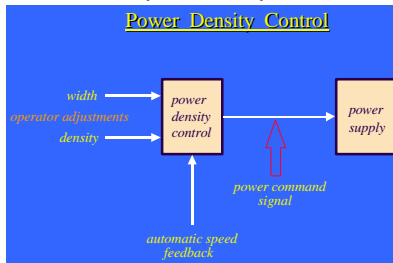 Power Density Control
width
operator adjustments
density
power
density
control
power
supply
power command
signal
automatic speed
feedback